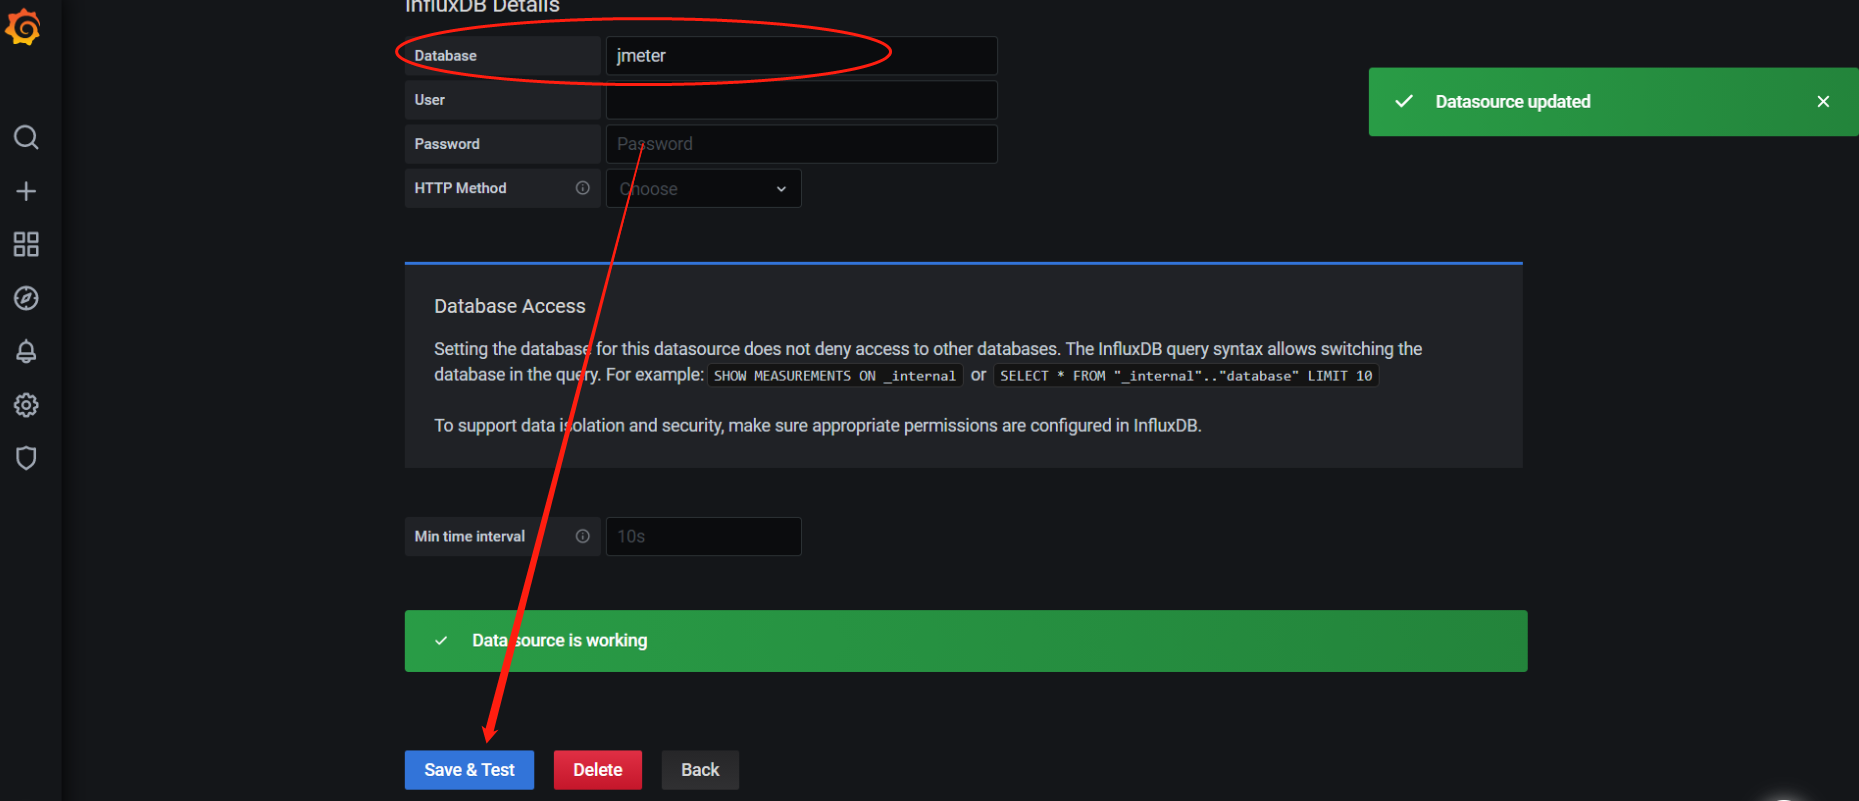 InfluxDB Details
Database
jmeter
Datasource updated
User
Password
Password
HTTP Method
Choose
Database Access
Setting the database for this datasource does not deny access to other databases. The InfluxDB query syntax allows switching the
database in the query. For example: SHOW MEASUREMENTS ON _internal or SELECT * FROM "_internal".."database" LIMIT 10
To support data isolation and security, make sure appropriate permissions are configured in InfluxDB.
Min time interval
10s
Data source is working
Save & Test
Delete
Back